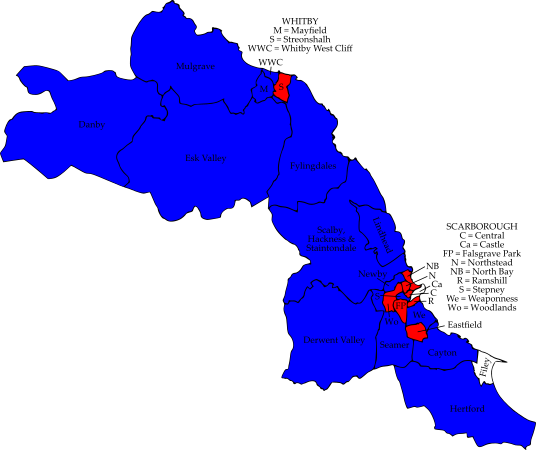 WHITBY
M = Mayfield
S = Streonshalh
WWC = Whitby West Cliff
WWC
Mulgrave
M
S
Danby
Esk Valley
Fylingdales
Scalby,
Hackness &
Staintondale
Lindhead
SCARBOROUGH
C = Central
Ca = Castle
FP = Falsgrave Park
N = Northstead
NB = North Bay
R = Ramshill
S = Stepney
We = Weaponness
Wo = Woodlands
Newby
NB
N
Ca
C
R
FP
We
Wo
Eastfield
Derwent Valley
Seamer
Cayton
Filey
Hertford